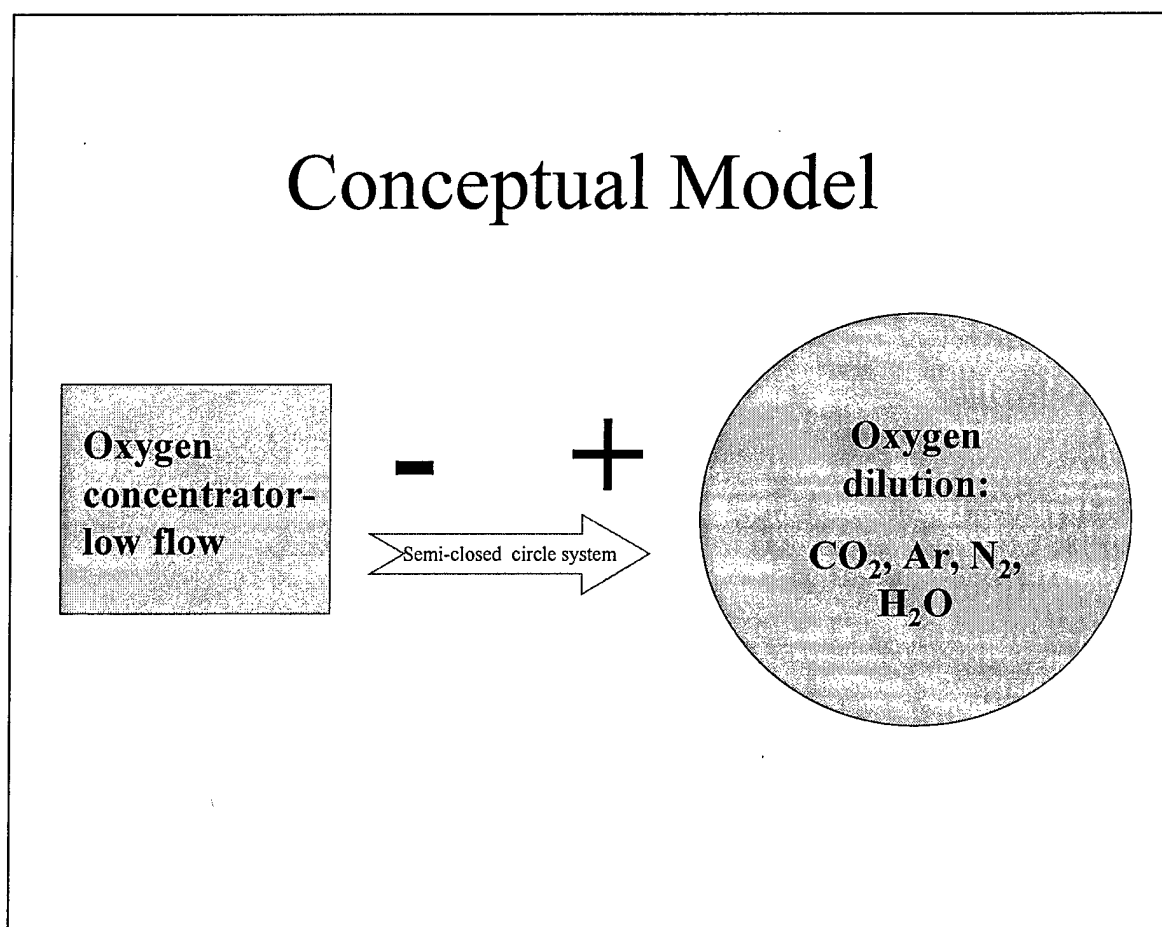 Conceptual Model
Oxygen
concentrator-
low flow
- +
Semi-closed circle system
Oxygen
dilution:
CO₂, Ar, N₂,
H₂O